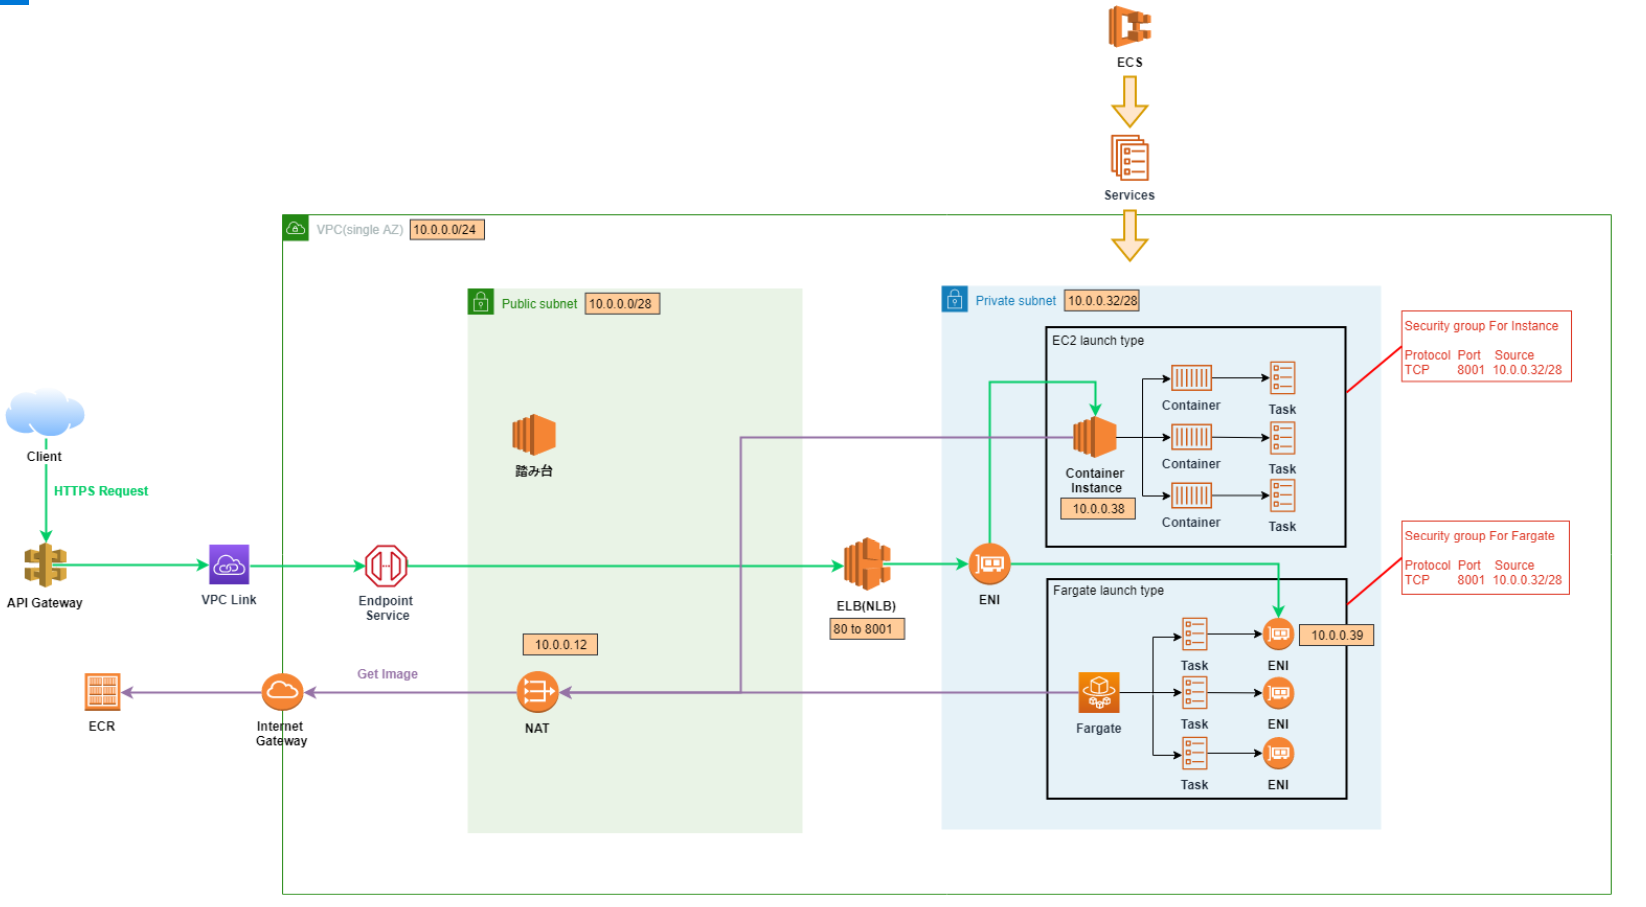 ECS
Services
VPC(single AZ) 10.0.0.0/24
Public subnet 10.0.0.0/28
Private subnet 10.0.0.32/28
Security group For Instance
Protocol Port Source
TCP 8001 10.0.0.32/28
EC2 launch type
Container
Task
Container
Task
Container
Task
Container
Instance
10.0.0.38
踏み台
Client
HTTPS Request
API Gateway
VPC Link
Endpoint
Service
ELB(NLB)
80 to 8001
ENI
Security group For Fargate
Protocol Port Source
TCP 8001 10.0.0.32/28
Fargate launch type
10.0.0.39
Task
ENI
Task
ENI
Task
ENI
Fargate
10.0.0.12
NAT
Get Image
Internet
Gateway
ECR